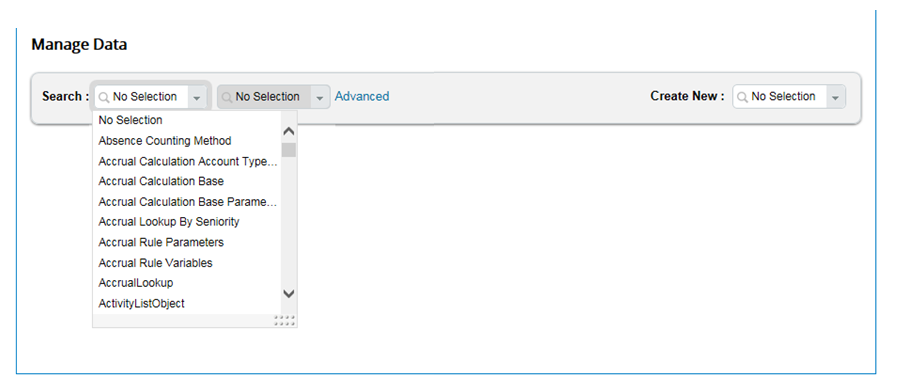 Manage Data
Search : No Selection No Selection Advanced Create New : No Selection
No Selection
Absence Counting Method
Accrual Calculation Account Type...
Accrual Calculation Base
Accrual Calculation Base Parame...
Accrual Lookup By Seniority
Accrual Rule Parameters
Accrual Rule Variables
AccrualLookup
ActivityListObject